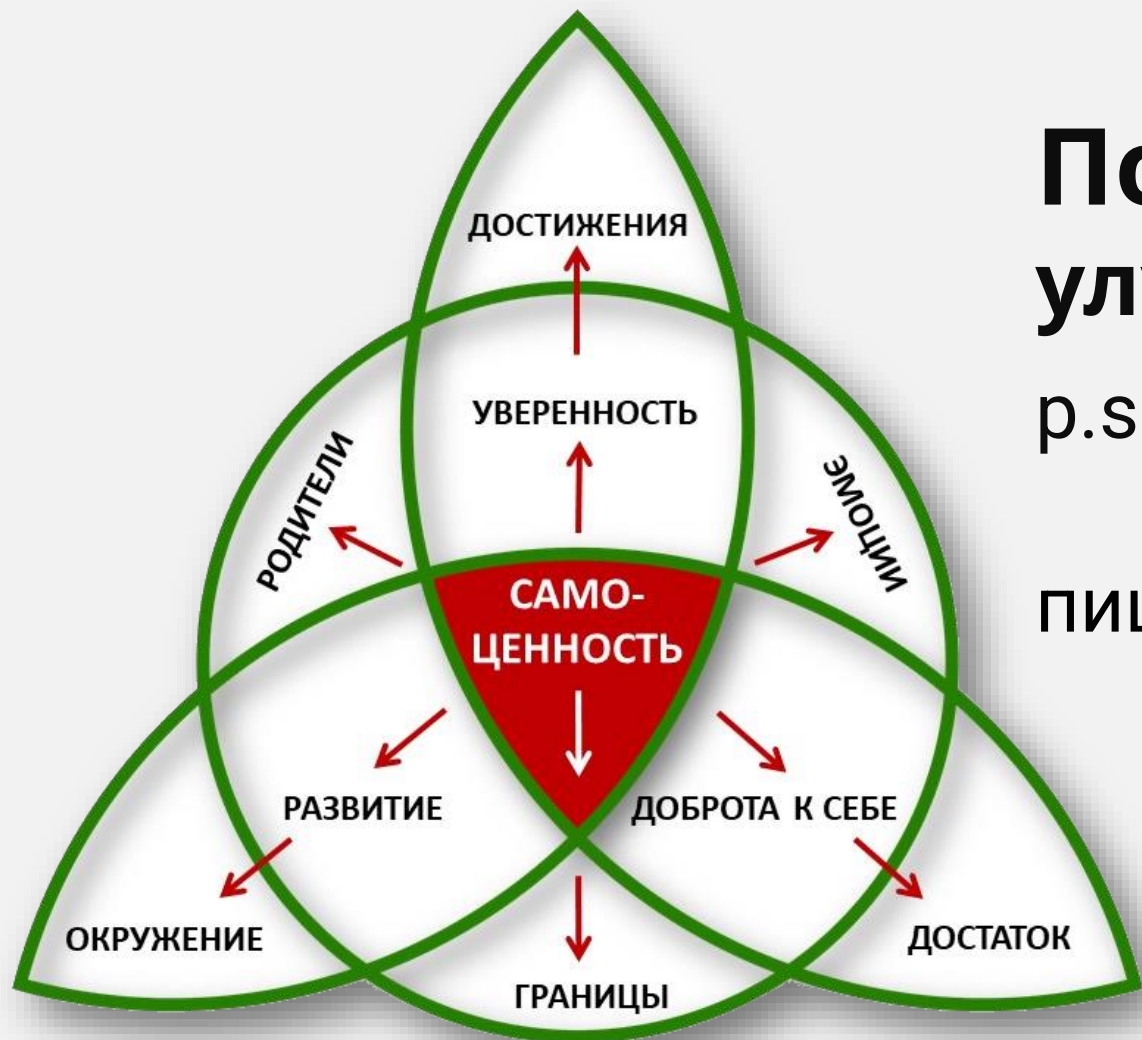 ДОСТИЖЕНИЯ
УВЕРЕННОСТЬ
РОДИТЕЛИ
ЭМОЦИИ
САМО-
ЦЕННОСТЬ
РАЗВИТИЕ
ДОБРОТА К СЕБЕ
ОКРУЖЕНИЕ
ДОСТАТОК
ГРАНИЦЫ
p.s